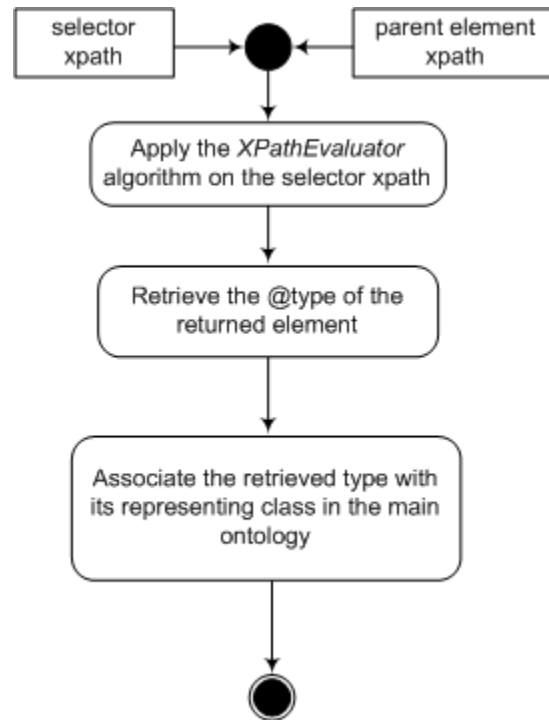 selector
xpath
parent element
xpath
Apply the XPathEvaluator
algorithm on the selector xpath
Retrieve the @type of the
returned element
Associate the retrieved type with
its representing class in the main
ontology